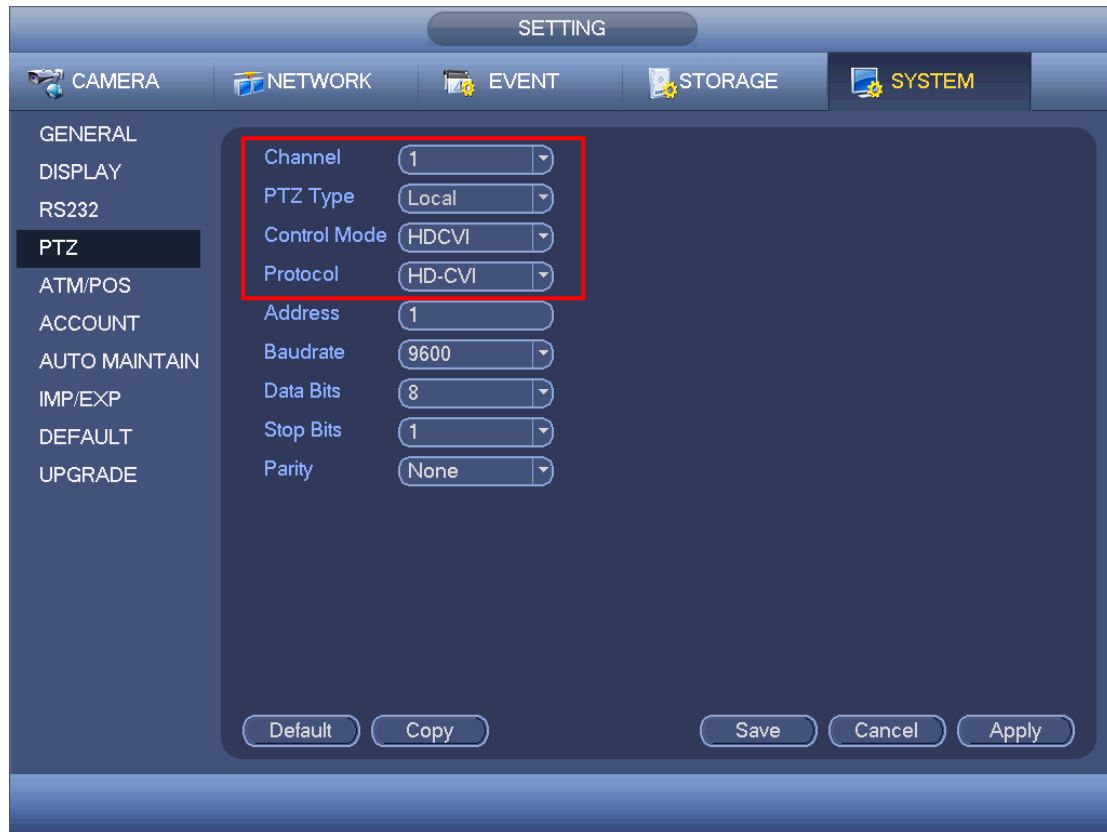 SETTING
CAMERA NETWORK EVENT STORAGE SYSTEM
GENERAL
DISPLAY
RS232
PTZ
ATM/POS
ACCOUNT
AUTO MAINTAIN
IMP/EXP
DEFAULT
UPGRADE
Channel 1
PTZ Type Local
Control Mode HDCVI
Protocol HD-CVI
Address 1
Baudrate 9600
Data Bits 8
Stop Bits 1
Parity None
Default Copy Save Cancel Apply